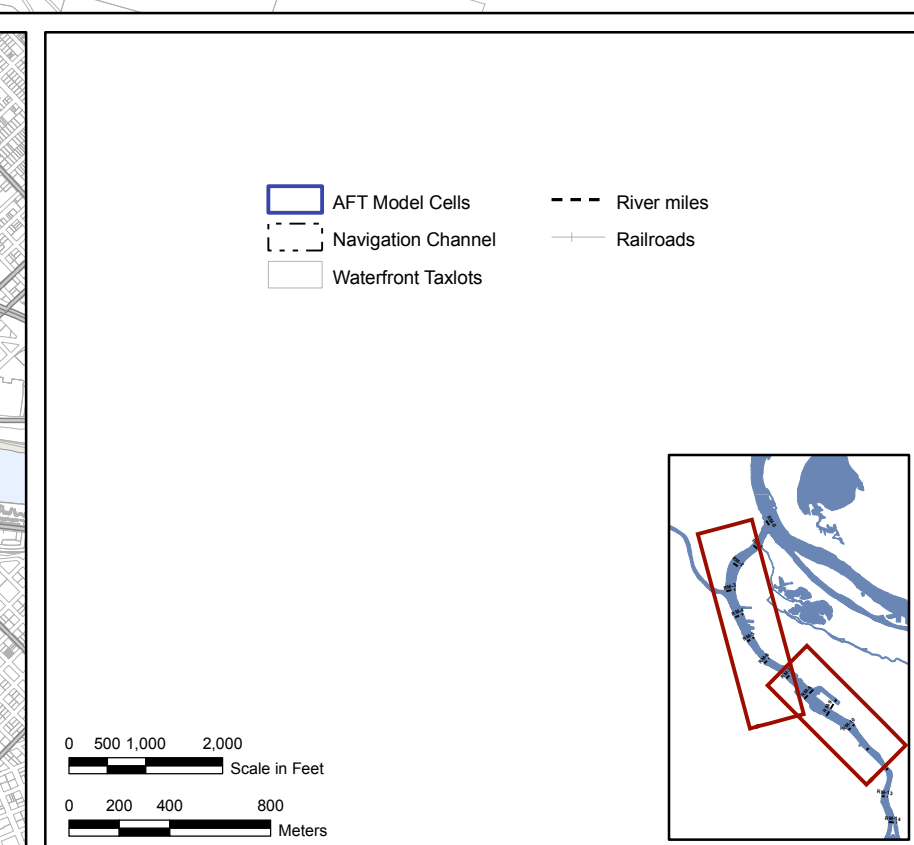 AFT Model Cells
Navigation Channel
Waterfront Taxlots
River miles
Railroads
0 500 1,000 2,000
Scale in Feet
0 200 400 800
Meters